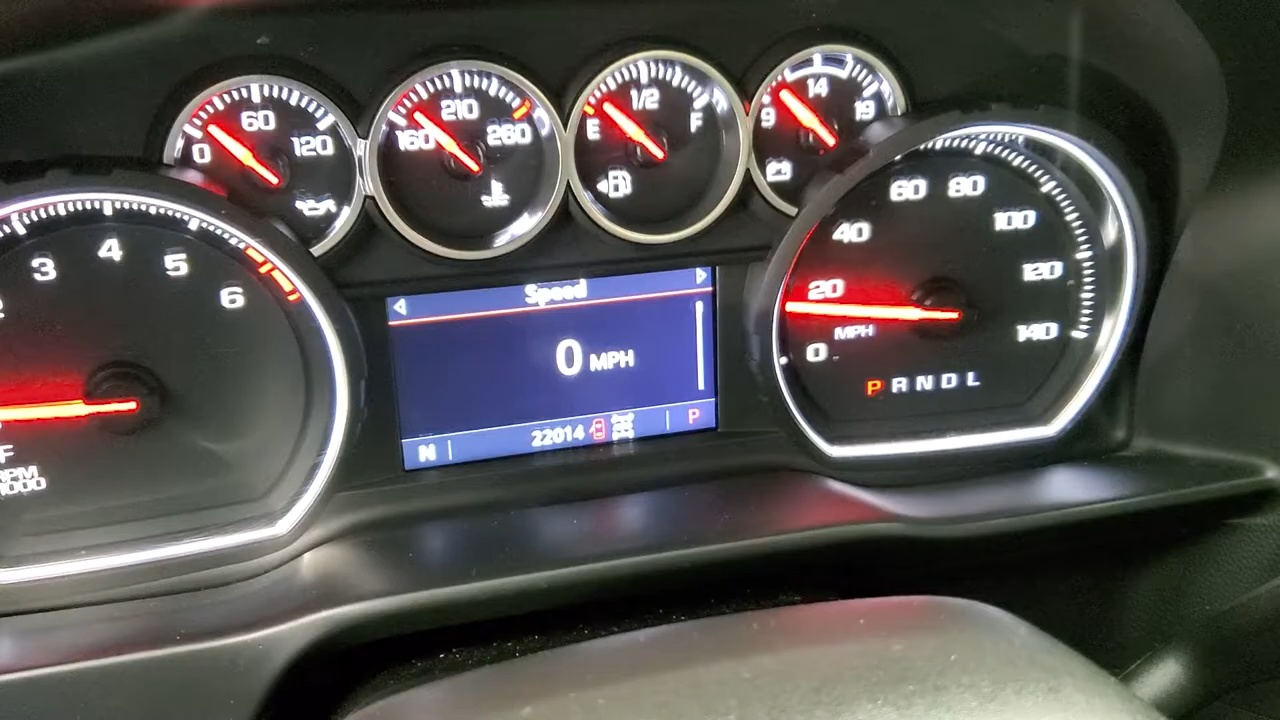 0 60 120
160 210 260
E 1/2 F
9 14 19
3 4 5 6
RPM
Speed
0 MPH
N 22014 P
0 20 40 60 80 100 120 140
MPH
P R N D L